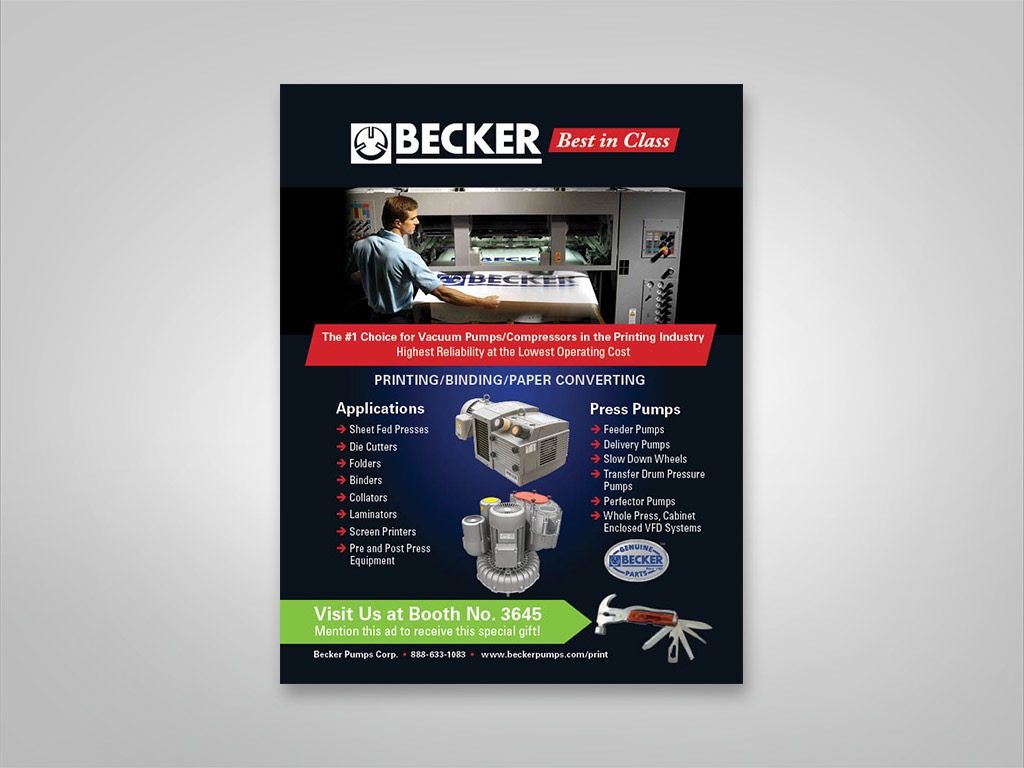 BECKER Best in Class
BECKER
BECKER
The #1 Choice for Vacuum Pumps/Compressors in the Printing Industry
Highest Reliability at the Lowest Operating Cost
PRINTING/BINDING/PAPER CONVERTING
Applications
Sheet Fed Presses
Die Cutters
Folders
Binders
Collators
Laminators
Screen Printers
Pre and Post Press
Equipment
Press Pumps
Feeder Pumps
Delivery Pumps
Slow Down Wheels
Transfer Drum Pressure
Pumps
Perfector Pumps
Whole Press, Cabinet
Enclosed VFD Systems
GENUINE
BECKER
PARTS
Visit Us at Booth No. 3645
Mention this ad to receive this special gift!
Becker Pumps Corp. • 888-633-1083 • www.beckerpumps.com/print